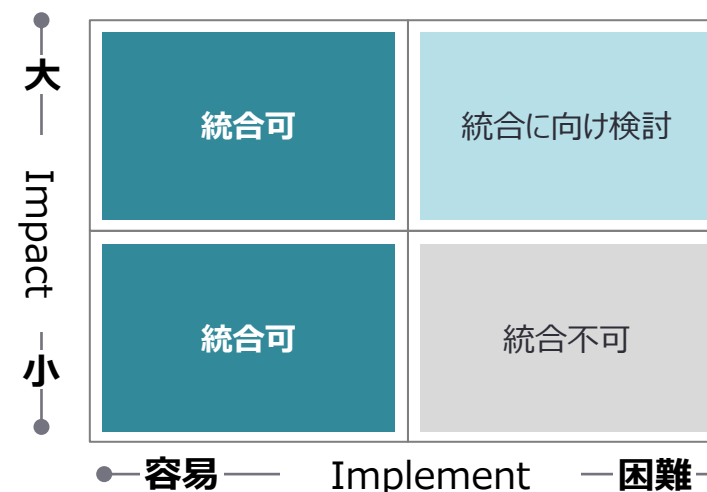 大
Impact
小
統合可
統合に向け検討
統合可
統合不可
容易
Implement
困難